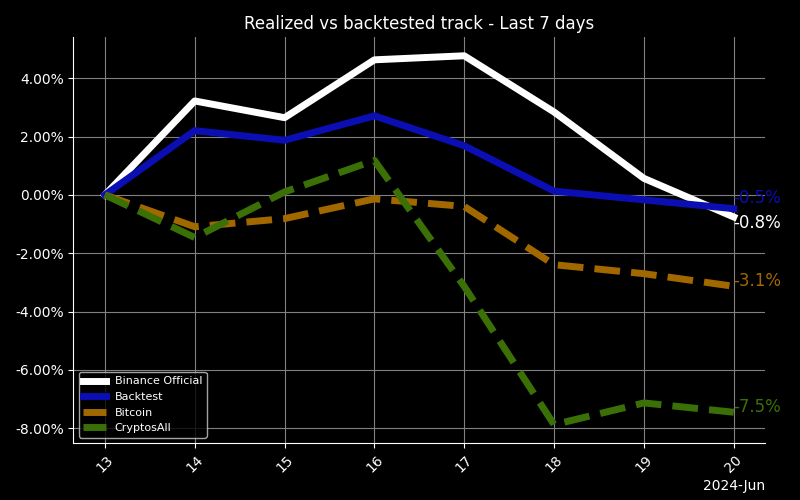 Realized vs backtested track - Last 7 days
4.00%
2.00%
0.00%
-2.00%
-4.00%
-6.00%
-8.00%
-0.5%
-0.8%
-3.1%
-7.5%
Binance Official
Backtest
Bitcoin
CryptosAll
13 14 15 16 17 18 19 20
2024-Jun